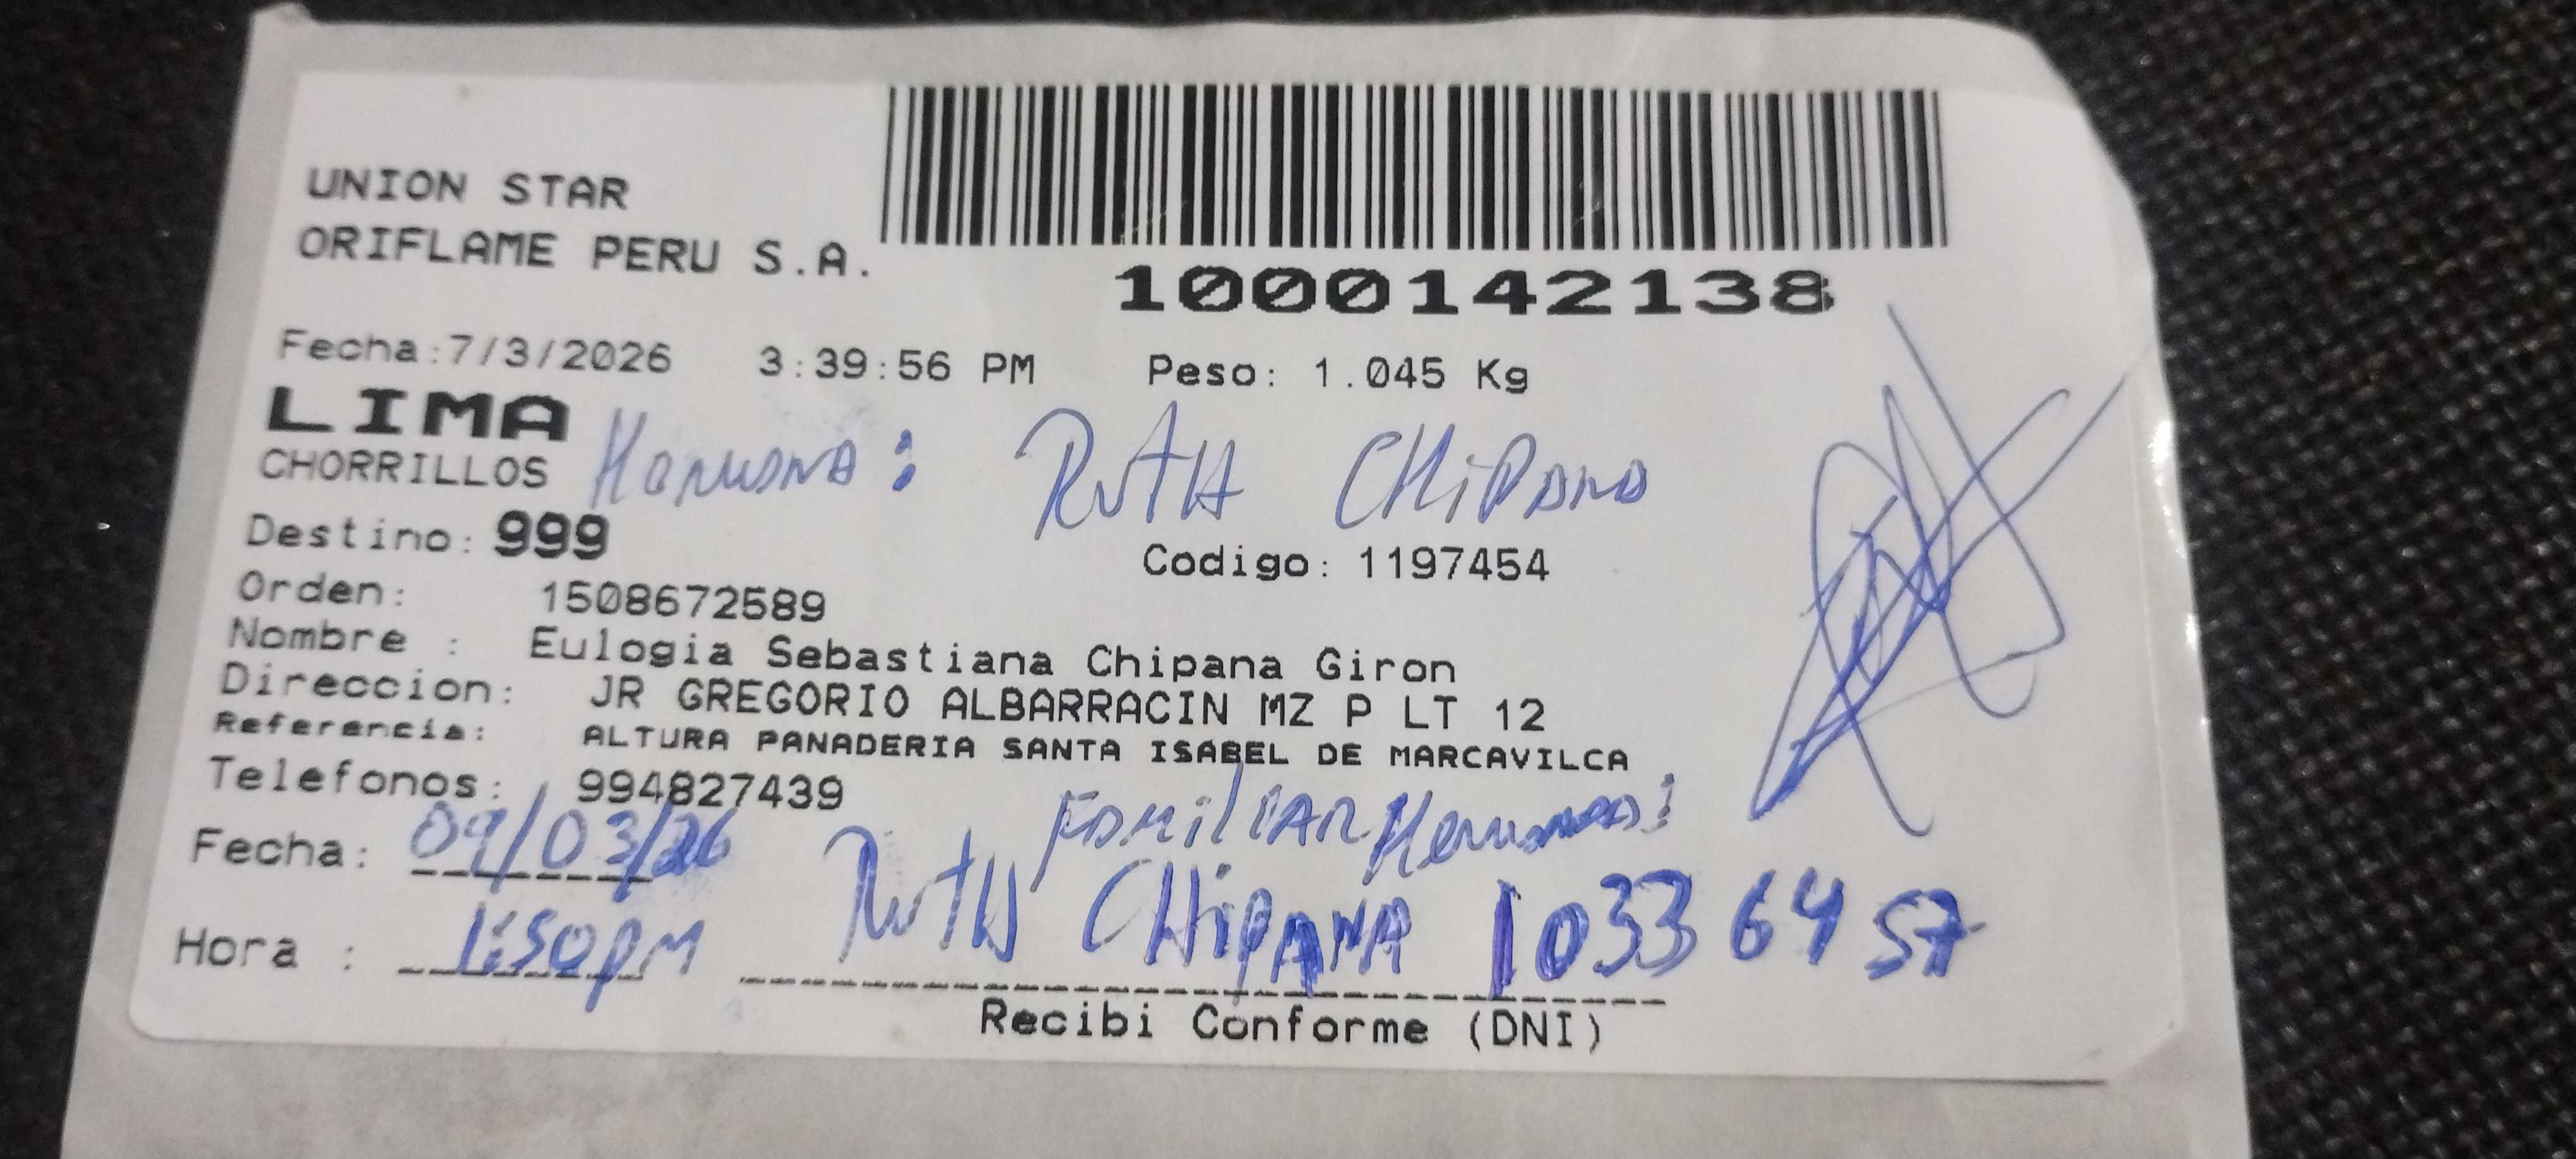 UNION STAR
ORIFLAME PERU S.A.
1000142138
Fecha:7/3/2026 3:39:56 PM Peso: 1.045 Kg
LIMA
CHORRILLOS Hermana: RUTH CHIPANA
Destino: 999 Codigo: 1197454
Orden: 1508672589
Nombre : Eulogia Sebastiana Chipana Giron
Direccion: JR GREGORIO ALBARRACIN MZ P LT 12
Referencia: ALTURA PANADERIA SANTA ISABEL DE MARCAVILCA
Telefonos: 994827439
FAMILIAR Hermana:
Fecha: 09/03/26
RUTH CHIPANA 10336457
Hora : 1:50PM
Recibi Conforme (DNI)